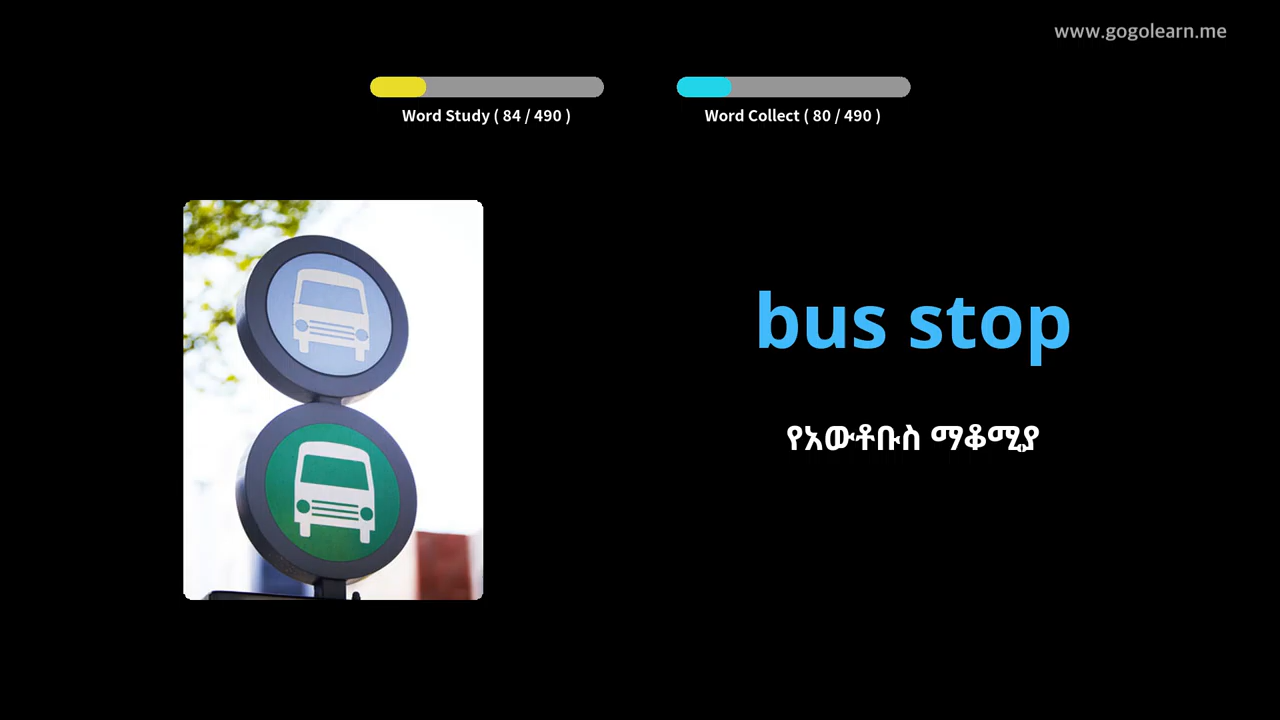 www.gogolearn.me
Word Study ( 84 / 490 )
Word Collect ( 80 / 490 )
bus stop
የአውቶቡስ ማቆሚያ